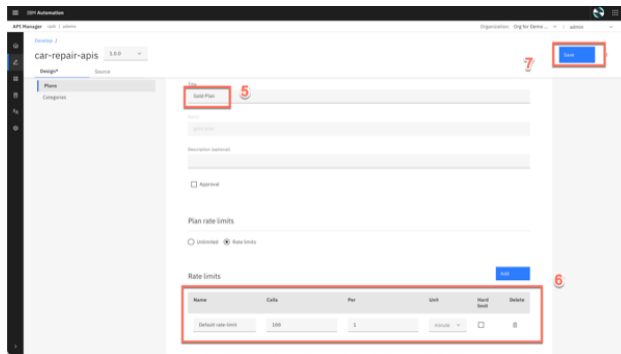 IBM Automation
API Manager
Organization: Org for Demo ...
admin
Develop /
car-repair-apis 1.0.0
7
Save
Design* Source
Plans
Categories
Title
Gold Plan
5
Description (optional)
Approval
Plan rate limits
Unlimited Rate limits
Rate limits
Add
6
Name Calls Per Unit Hard limit Delete
Default rate limit 100 1 minute